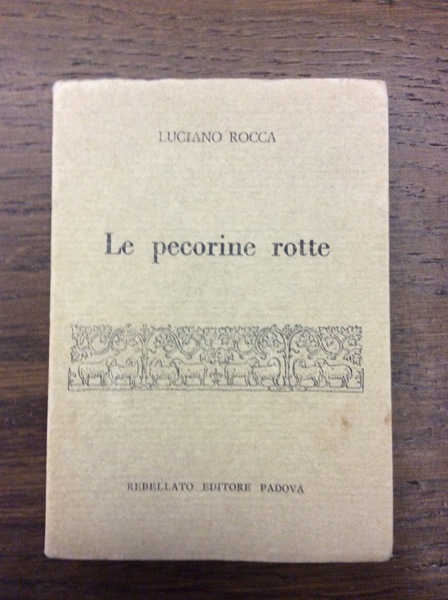 LUCIANO ROCCA
Le pecorine rotte
REBELLATO EDITORE PADOVA